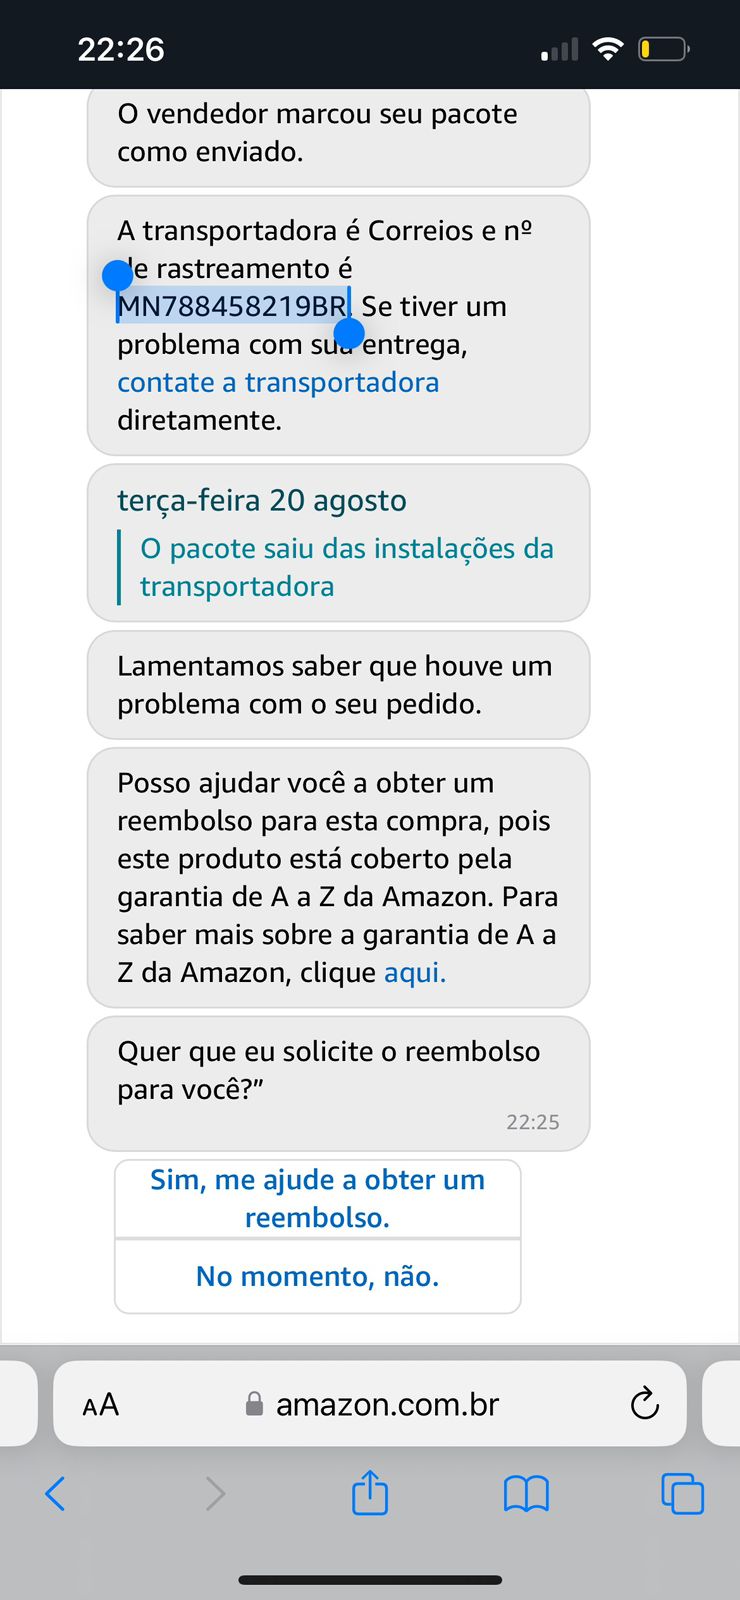 22:26
O vendedor marcou seu pacote
como enviado.
A transportadora é Correios e nº
de rastreamento é
MN788458219BR. Se tiver um
problema com sua entrega,
contate a transportadora
diretamente.
terça-feira 20 agosto
O pacote saiu das instalações da
transportadora
Lamentamos saber que houve um
problema com o seu pedido.
Posso ajudar você a obter um
reembolso para esta compra, pois
este produto está coberto pela
garantia de A a Z da Amazon. Para
saber mais sobre a garantia de A a
Z da Amazon, clique aqui.
Quer que eu solicite o reembolso
para você?”
22:25
Sim, me ajude a obter um
reembolso.
No momento, não.
AA
amazon.com.br